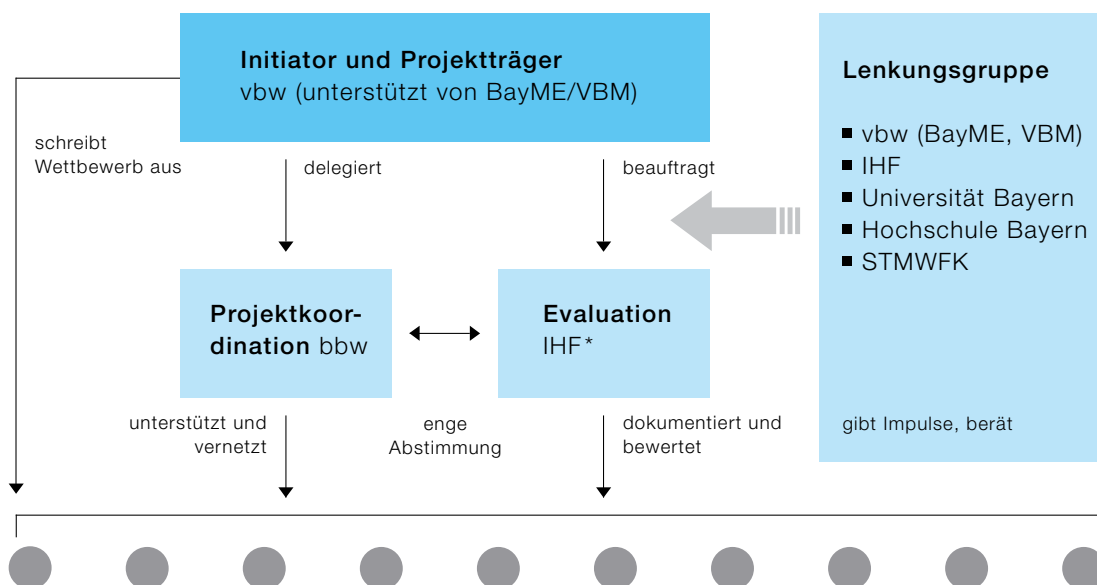 Initiator und Projektträger
vbw (unterstützt von BayME/VBM)
schreibt
Wettbewerb aus
delegiert
beauftragt
Projektkoor-
dination bbw
Evaluation
IHF*
unterstützt und
vernetzt
enge
Abstimmung
dokumentiert und
bewertet
Lenkungsgruppe
▪ vbw (BayME, VBM)
▪ IHF
▪ Universität Bayern
▪ Hochschule Bayern
▪ STMWFK
gibt Impulse, berät